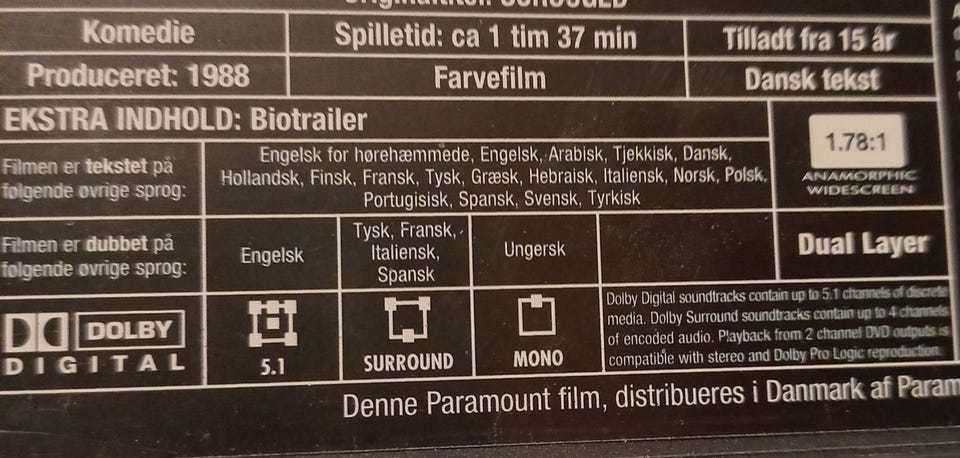 Originaltitel: SCROOGED
Komedie
Spilletid: ca 1 tim 37 min
Tilladt fra 15 år
Produceret: 1988
Farvefilm
Dansk tekst
EKSTRA INDHOLD: Biotrailer
1.78:1
ANAMORPHIC
WIDESCREEN
Filmen er tekstet på
følgende øvrige sprog:
Engelsk for hørehæmmede, Engelsk, Arabisk, Tjekkisk, Dansk,
Hollandsk, Finsk, Fransk, Tysk, Græsk, Hebraisk, Italiensk, Norsk, Polsk,
Portugisisk, Spansk, Svensk, Tyrkisk
Filmen er dubbet på
følgende øvrige sprog:
Engelsk
Tysk, Fransk,
Italiensk,
Spansk
Ungersk
Dual Layer
DOLBY
DIGITAL
5.1
SURROUND
MONO
Dolby Digital soundtracks contain up to 5.1 channels of discrete
media. Dolby Surround soundtracks contain up to 4 channels
of encoded audio. Playback from 2 channel DVD outputs is
compatible with stereo and Dolby Pro Logic reproduction.
Denne Paramount film, distribueres i Danmark af Param